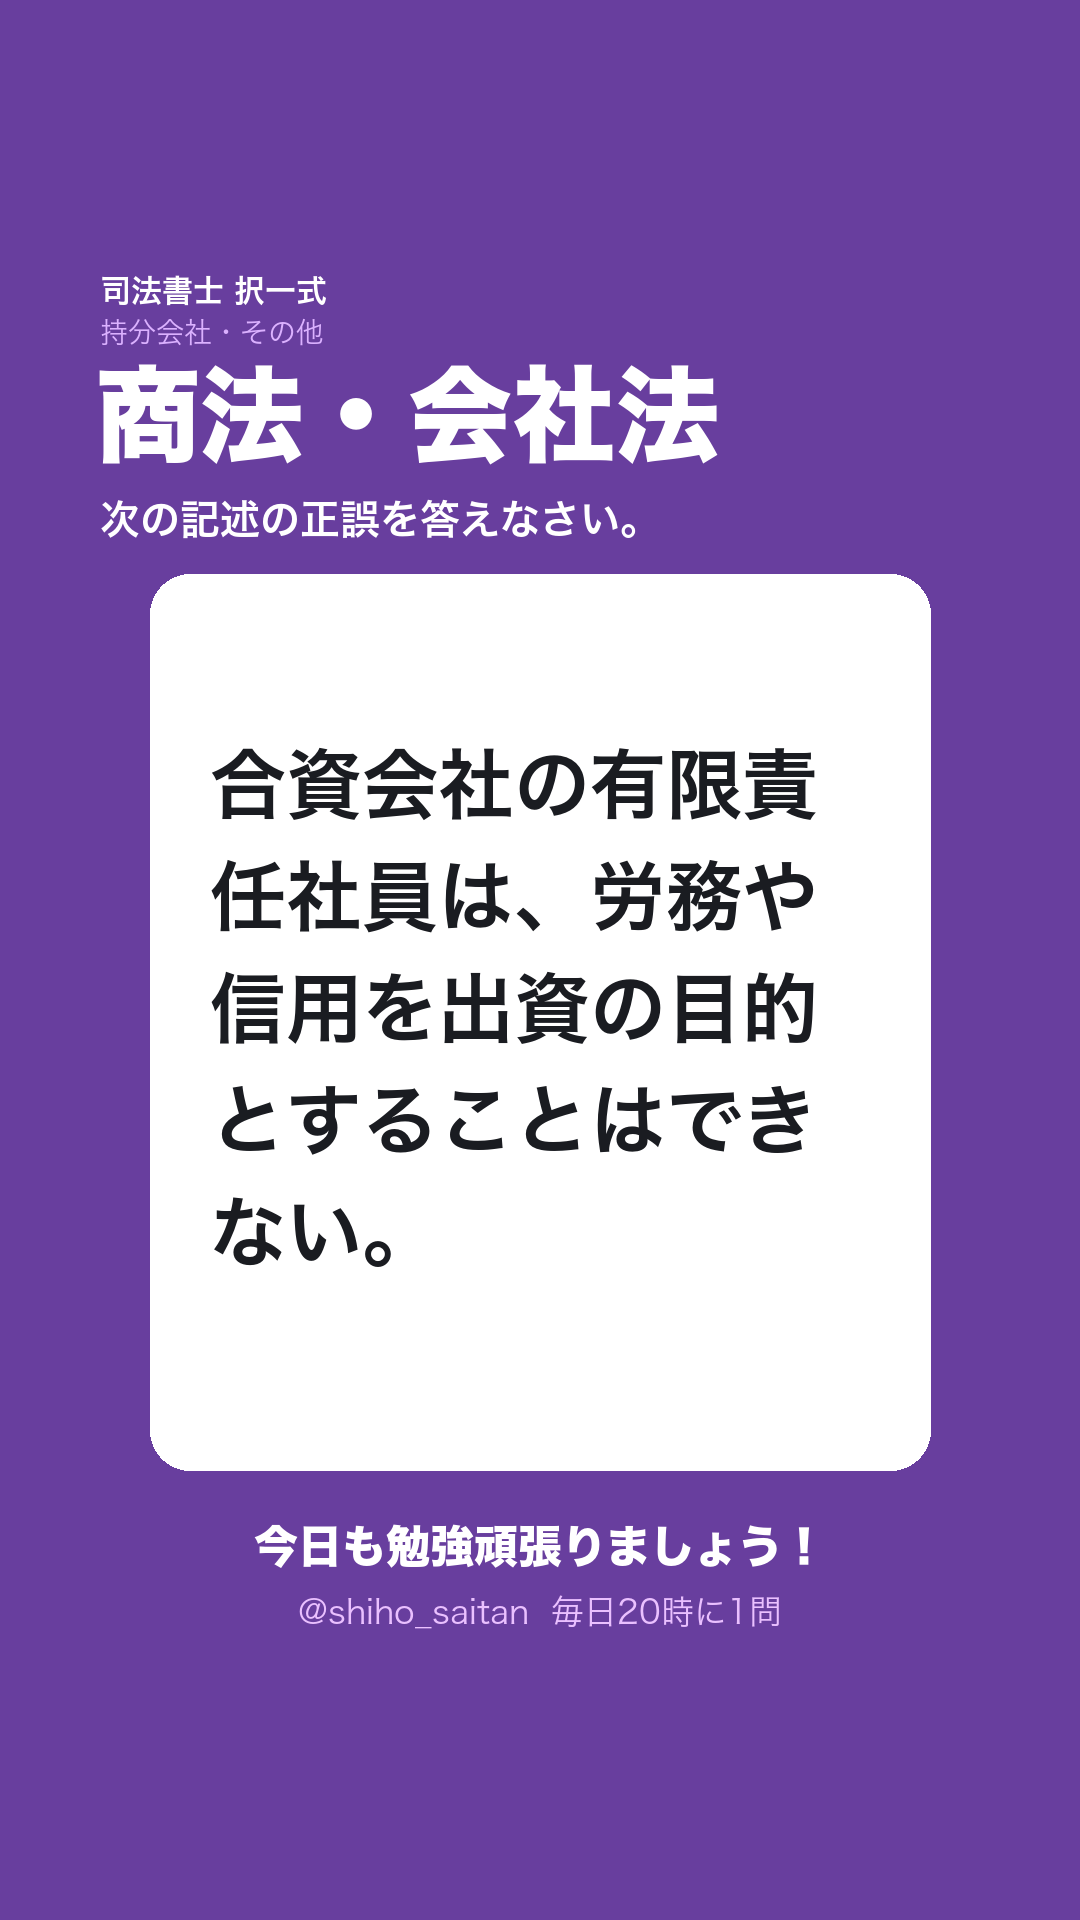 司法書士 択一式
持分会社・その他
商法・会社法
次の記述の正誤を答えなさい。
合資会社の有限責
任社員は、労務や
信用を出資の目的
とすることはでき
ない。
今日も勉強頑張りましょう！
@shiho_saitan 毎日20時に1問